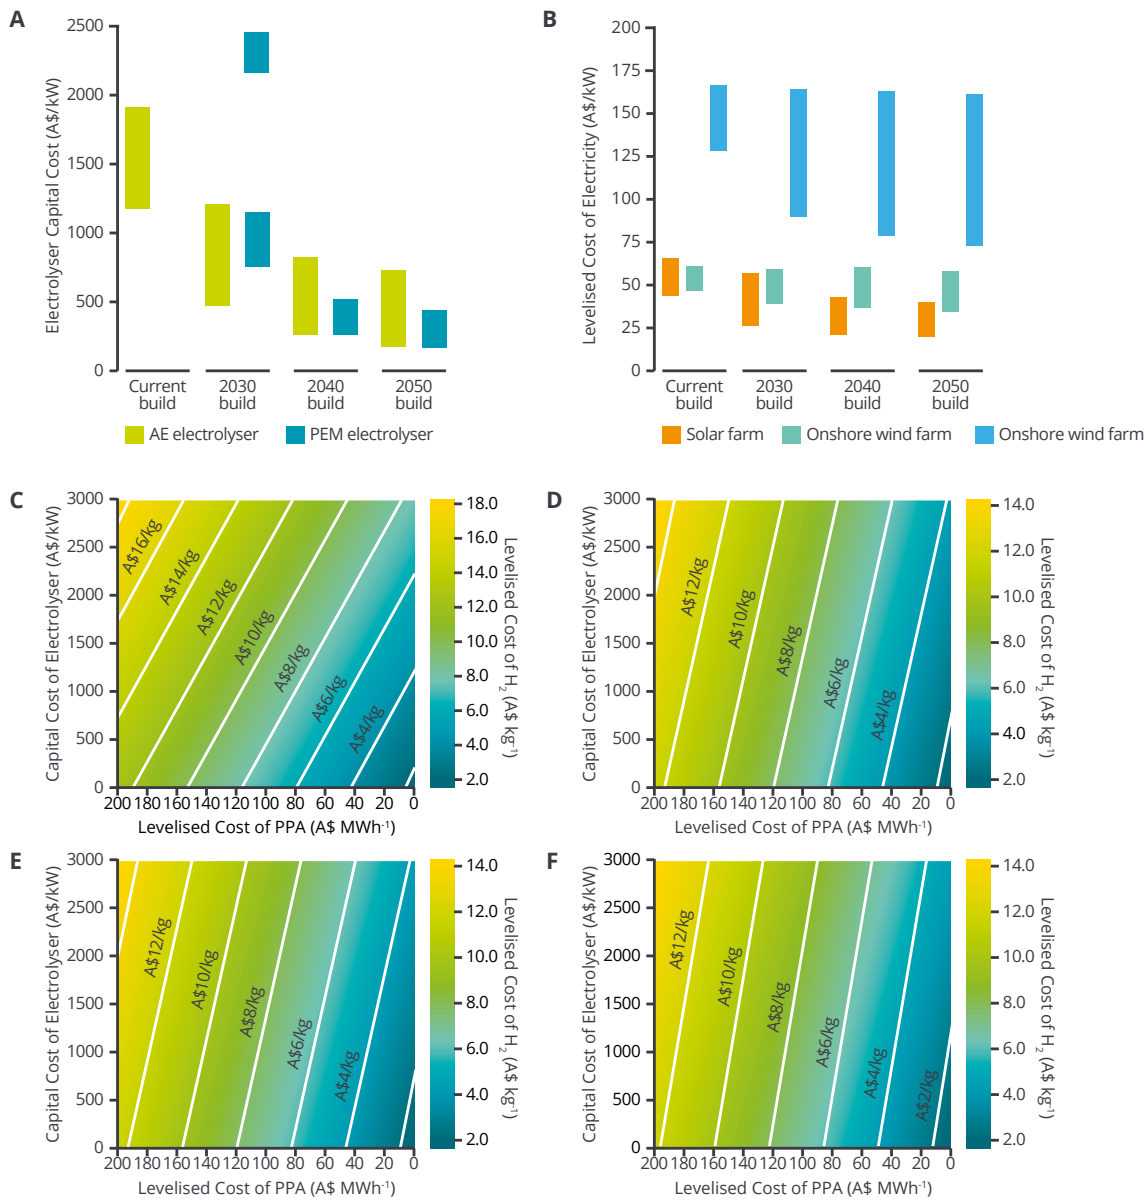 A
Electrolyser Capital Cost (A$/kW)
2500
2000
1500
1000
500
0
Current build
2030 build
2040 build
2050 build
AE electrolyser
PEM electrolyser
B
Levelised Cost of Electricity (A$/kW)
200
175
150
125
100
75
50
25
0
Current build
2030 build
2040 build
2050 build
Solar farm
Onshore wind farm
Onshore wind farm
C
Capital Cost of Electrolyser (A$/kW)
3000
2500
2000
1500
1000
500
0
A$16/kg
A$14/kg
A$12/kg
A$10/kg
A$8/kg
A$6/kg
A$4/kg
200 180 160 140 120 100 80 60 40 20 0
Levelised Cost of PPA (A$ MWh-1)
18.0
16.0
14.0
12.0
10.0
8.0
6.0
4.0
2.0
Levelised Cost of H2 (A$ kg-1)
D
Capital Cost of Electrolyser (A$/kW)
3000
2500
2000
1500
1000
500
0
A$12/kg
A$10/kg
A$8/kg
A$6/kg
A$4/kg
200 180 160 140 120 100 80 60 40 20 0
Levelised Cost of PPA (A$ MWh-1)
14.0
12.0
10.0
8.0
6.0
4.0
2.0
Levelised Cost of H2 (A$ kg-1)
E
Capital Cost of Electrolyser (A$/kW)
3000
2500
2000
1500
1000
500
0
A$12/kg
A$10/kg
A$8/kg
A$6/kg
A$4/kg
200 180 160 140 120 100 80 60 40 20 0
Levelised Cost of PPA (A$ MWh-1)
14.0
12.0
10.0
8.0
6.0
4.0
2.0
Levelised Cost of H2 (A$ kg-1)
F
Capital Cost of Electrolyser (A$/kW)
3000
2500
2000
1500
1000
500
0
A$12/kg
A$10/kg
A$8/kg
A$6/kg
A$4/kg
A$2/kg
200 180 160 140 120 100 80 60 40 20 0
Levelised Cost of PPA (A$ MWh-1)
14.0
12.0
10.0
8.0
6.0
4.0
2.0
Levelised Cost of H2 (A$ kg-1)